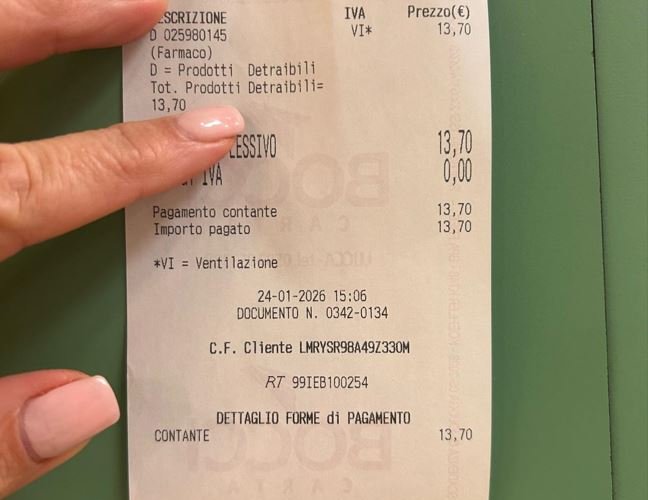 DESCRIZIONE IVA Prezzo(€)
D 025980145 VI* 13,70
(Farmaco)
D = Prodotti Detraibili
Tot. Prodotti Detraibili=
13,70
LESSIVO 13,70
IVA 0,00
Pagamento contante 13,70
Importo pagato 13,70
*VI = Ventilazione
24-01-2026 15:06
DOCUMENTO N. 0342-0134
C.F. Cliente LMRYSR98A49Z330M
RT 99IEB100254
DETTAGLIO FORME di PAGAMENTO
CONTANTE 13,70